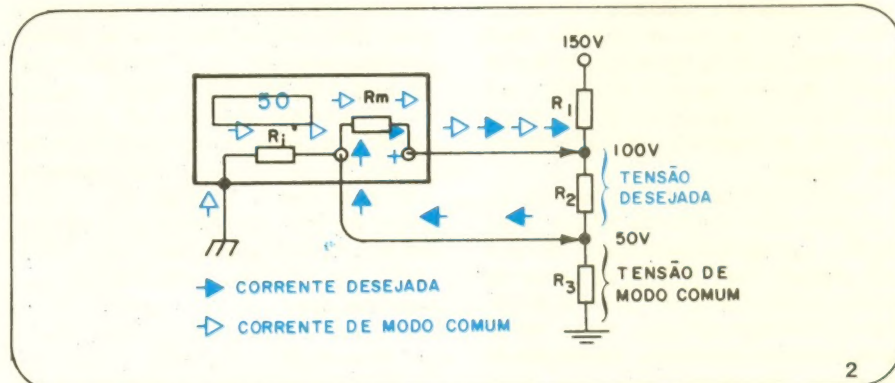 150V
50
Rm
R1
Ri
+
100V
TENSÃO
DESEJADA
R2
50V
TENSÃO DE
MODO COMUM
R3
CORRENTE DESEJADA
CORRENTE DE MODO COMUM
2